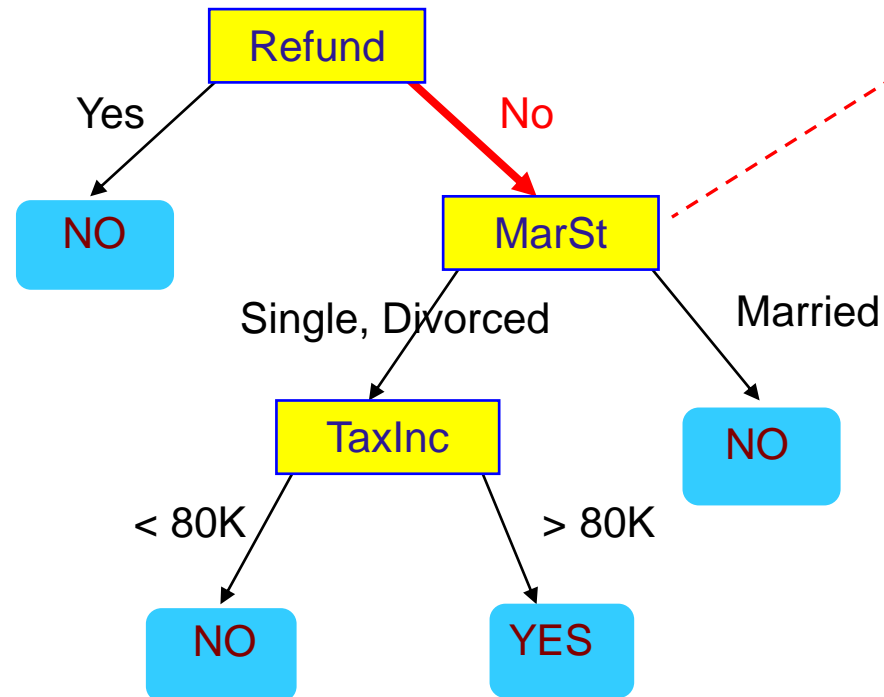 Refund
Yes
No
NO
MarSt
Single, Divorced
Married
TaxInc
NO
< 80K
> 80K
NO
YES